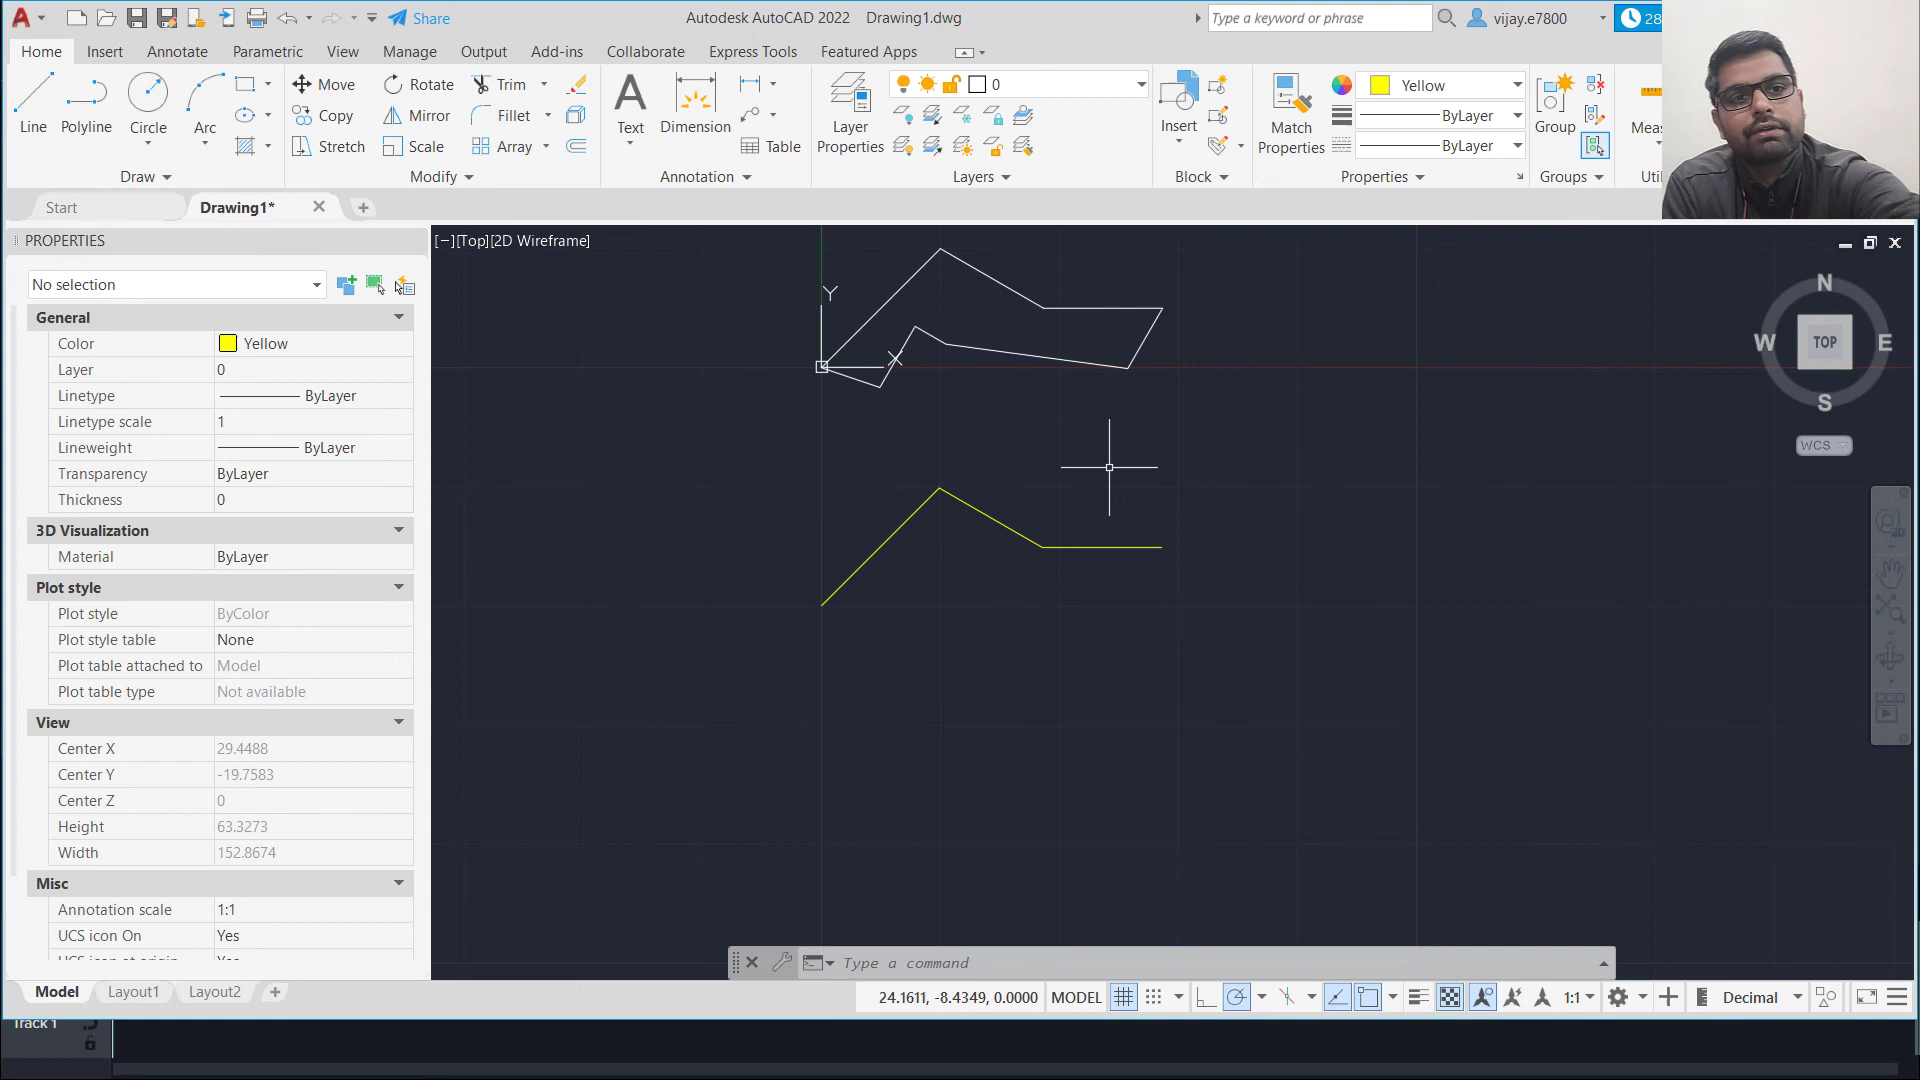 Share
Autodesk AutoCAD 2022 Drawing1.dwg
Type a keyword or phrase
vijay.e7800
28
Home Insert Annotate Parametric View Manage Output Add-ins Collaborate Express Tools Featured Apps
Line Polyline Circle Arc
Move Rotate Trim
Copy Mirror Fillet
Stretch Scale Array
Text Dimension Table
Layer
Properties
0
Insert
Match
Properties
Yellow
ByLayer
ByLayer
Group
Draw Modify Annotation Layers Block Properties Groups
Start Drawing1*
PROPERTIES
[−][Top][2D Wireframe]
No selection
General
Color Yellow
Layer 0
Linetype ByLayer
Linetype scale 1
Lineweight ByLayer
Transparency ByLayer
Thickness 0
3D Visualization
Material ByLayer
Plot style
Plot style ByColor
Plot style table None
Plot table attached to Model
Plot table type Not available
View
Center X 29.4488
Center Y -19.7583
Center Z 0
Height 63.3273
Width 152.8674
Misc
Annotation scale 1:1
UCS icon On Yes
Y
X
N
W TOP E
S
WCS
Type a command
Model Layout1 Layout2
24.1611, -8.4349, 0.0000 MODEL 1:1 Decimal
Track 1